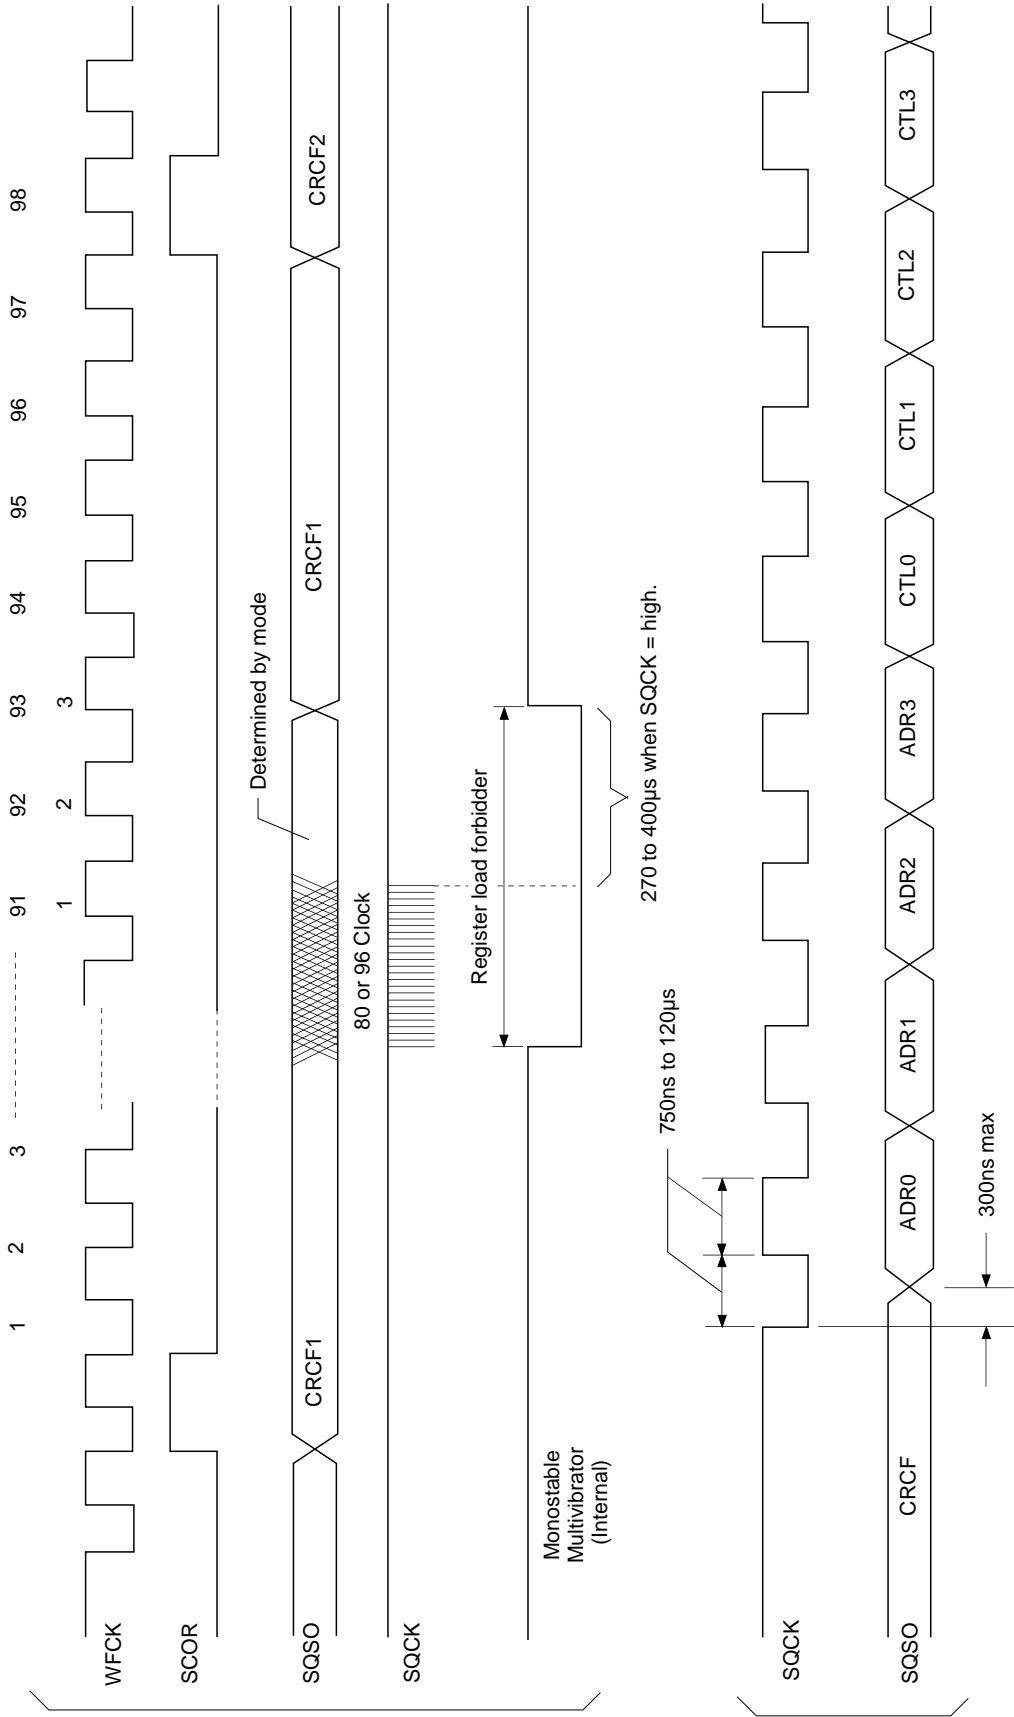 1 2 3 91 92 93 94 95 96 97 98
1 2 3
WFCK
SCOR
Determined by mode
SQSO CRCF1 CRCF1 CRCF2
80 or 96 Clock
SQCK
Register load forbidder
Monostable
Multivibrator
(Internal)
270 to 400µs when SQCK = high.
750ns to 120µs
SQCK
SQSO CRCF ADR0 ADR1 ADR2 ADR3 CTL0 CTL1 CTL2 CTL3
300ns max